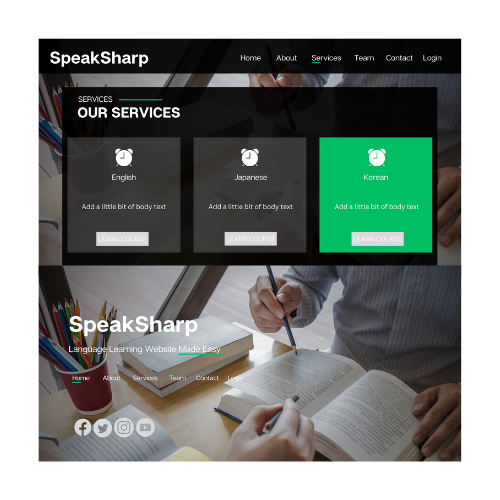 SpeakSharp
Home About Services Team Contact Login
SERVICES
OUR SERVICES
English
Add a little bit of body text
LEARN COURSE
Japanese
Add a little bit of body text
LEARN COURSE
Korean
Add a little bit of body text
LEARN COURSE
SpeakSharp
Language Learning Website Made Easy
Home About Services Team Contact Login